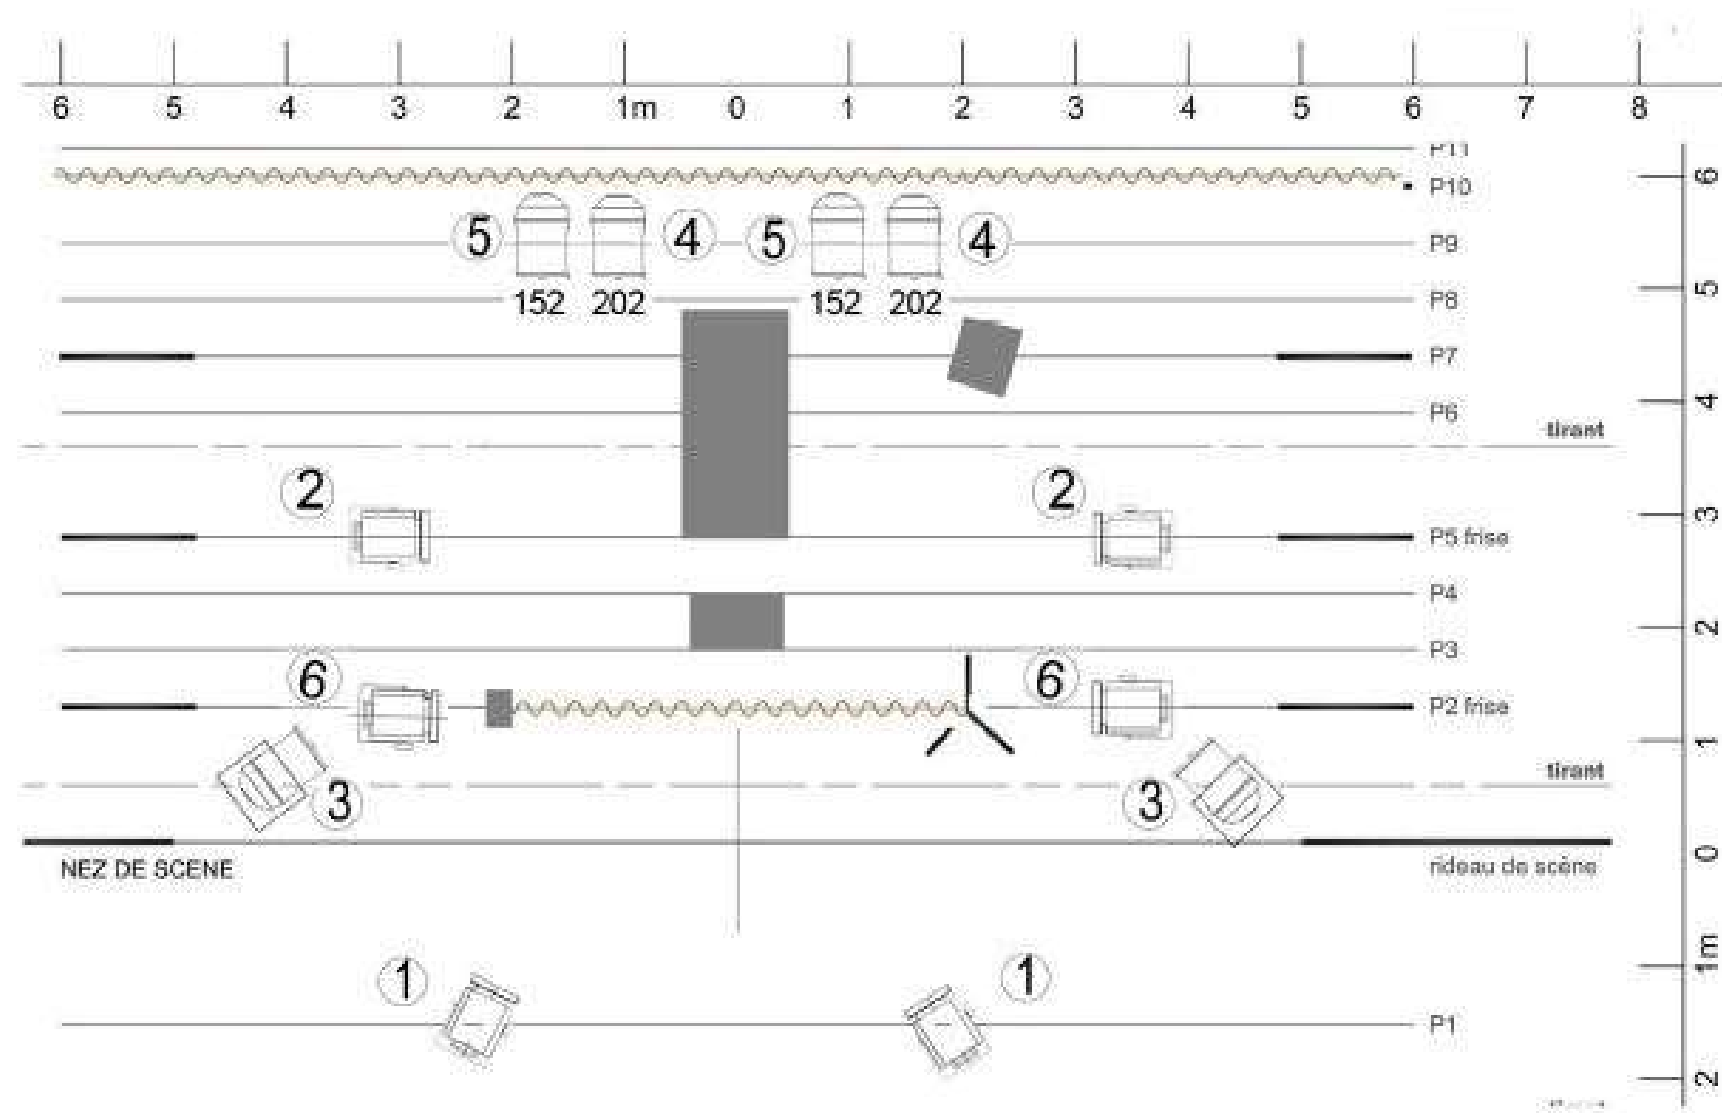 6 5 4 3 2 1m 0 1 2 3 4 5 6 7 8
P11
6
P10
5 4 5 4
P9
5
152 202 152 202
P8
P7
4
P6
tirant
2 2
3
P5 frise
P4
2
P3
6 6
P2 frise
1
tirant
3 3
0
NEZ DE SCENE
rideau de scène
1m
1 1
P1
2